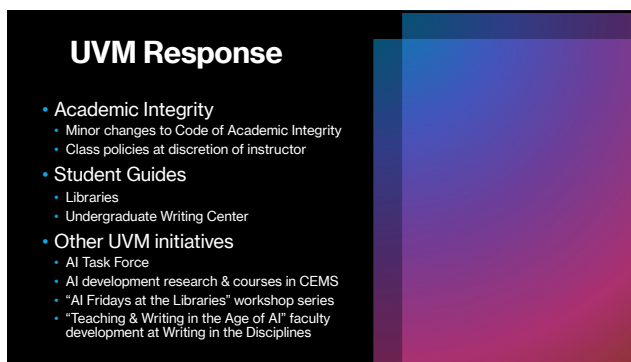 UVM Response
• Academic Integrity
• Minor changes to Code of Academic Integrity
• Class policies at discretion of instructor
• Student Guides
• Libraries
• Undergraduate Writing Center
• Other UVM initiatives
• AI Task Force
• AI development research & courses in CEMS
• “AI Fridays at the Libraries” workshop series
• “Teaching & Writing in the Age of AI” faculty
development at Writing in the Disciplines